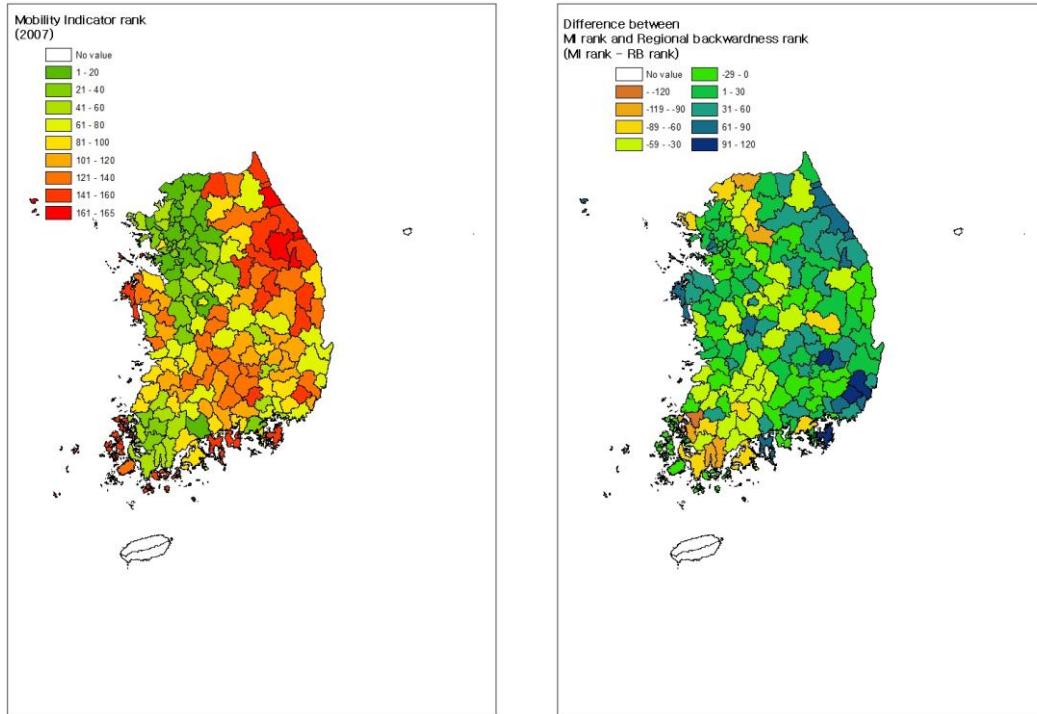 Mobility Indicator rank
(2007)
No value
1 - 20
21 - 40
41 - 60
61 - 80
81 - 100
101 - 120
121 - 140
141 - 160
161 - 165
Difference between
MI rank and Regional backwardness rank
(MI rank - RB rank)
No value
- -120
-119 - -90
-89 - -60
-59 - -30
-29 - 0
1 - 30
31 - 60
61 - 90
91 - 120